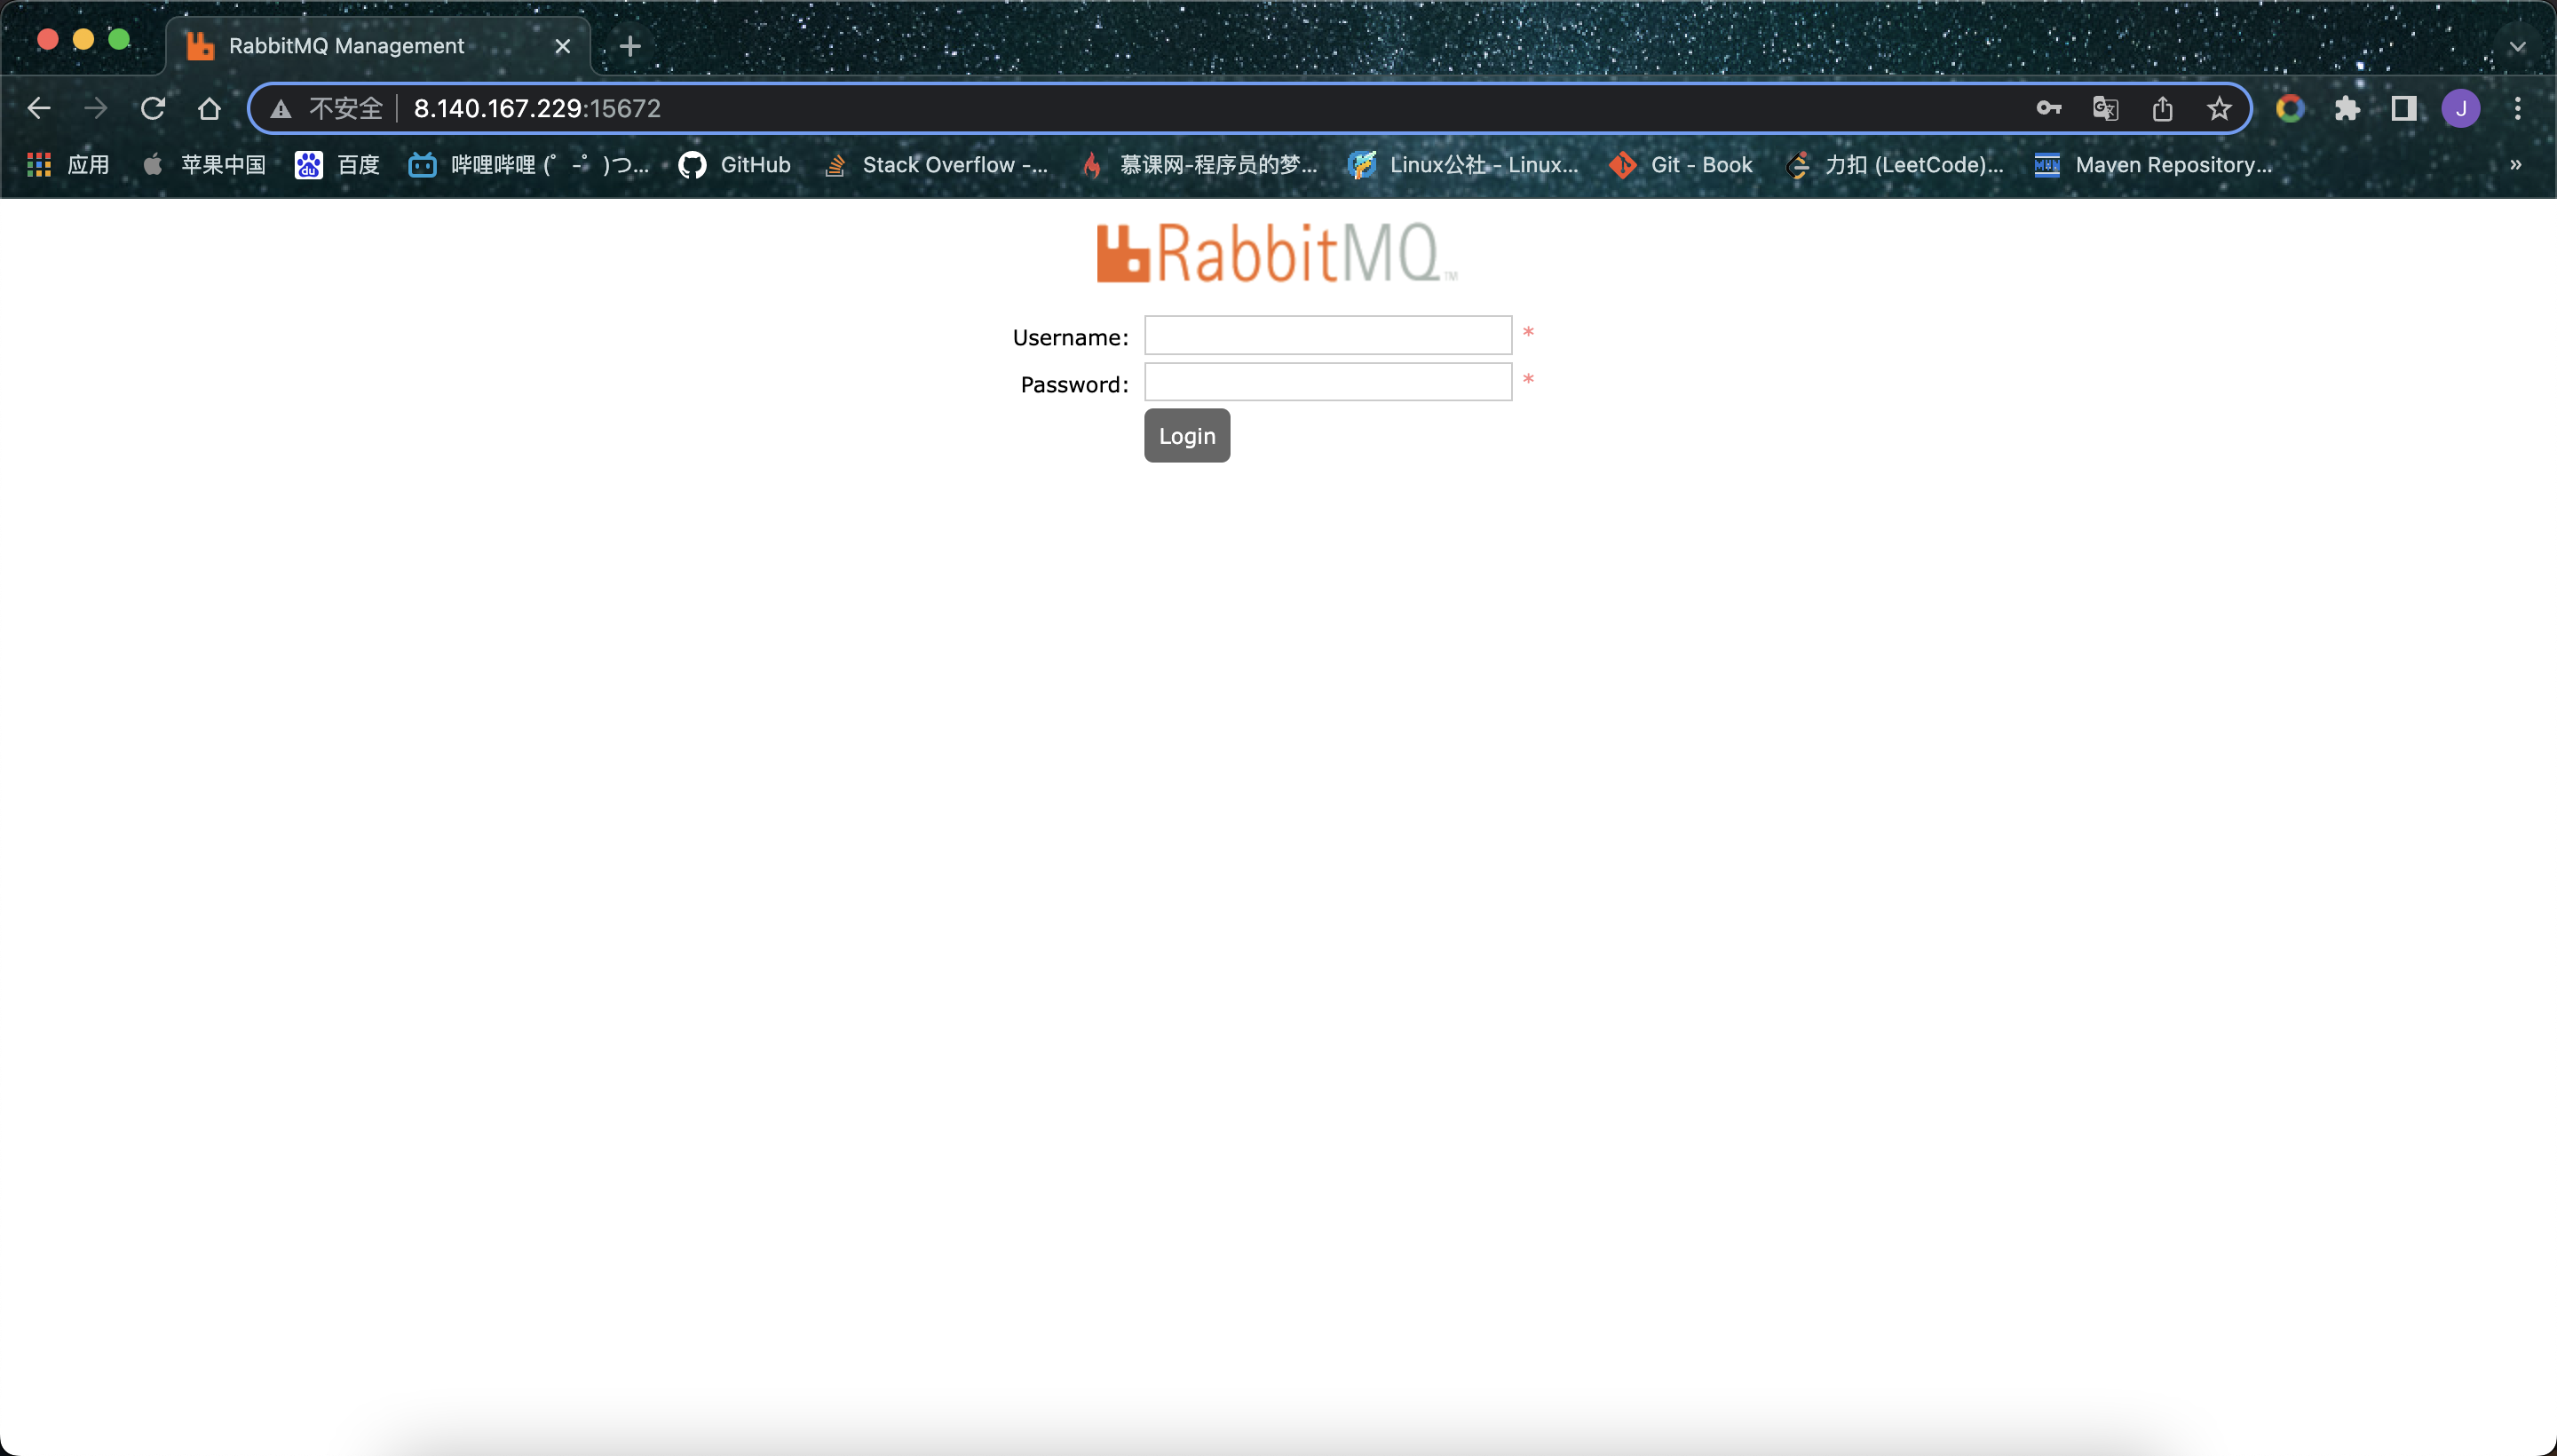 RabbitMQ Management
不安全 8.140.167.229:15672
J
应用 苹果中国 百度 哔哩哔哩 (゜-゜)つ... GitHub Stack Overflow -... 慕课网-程序员的梦... Linux公社 - Linux... Git - Book 力扣 (LeetCode)... Maven Repository... »
RabbitMQ™
Username: *
Password: *
Login